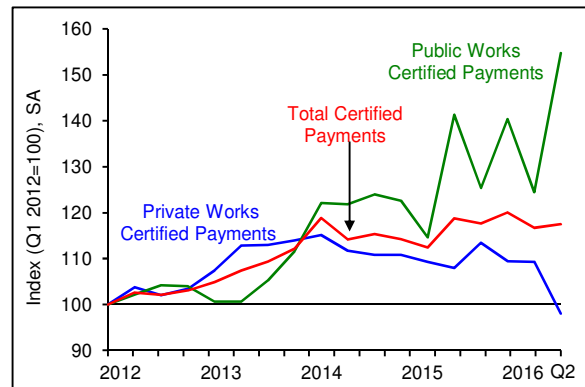 160
150
140
130
120
110
100
90
Index (Q1 2012=100), SA
Public Works
Certified Payments
Total Certified
Payments
Private Works
Certified Payments
2012 2013 2014 2015 2016 Q2